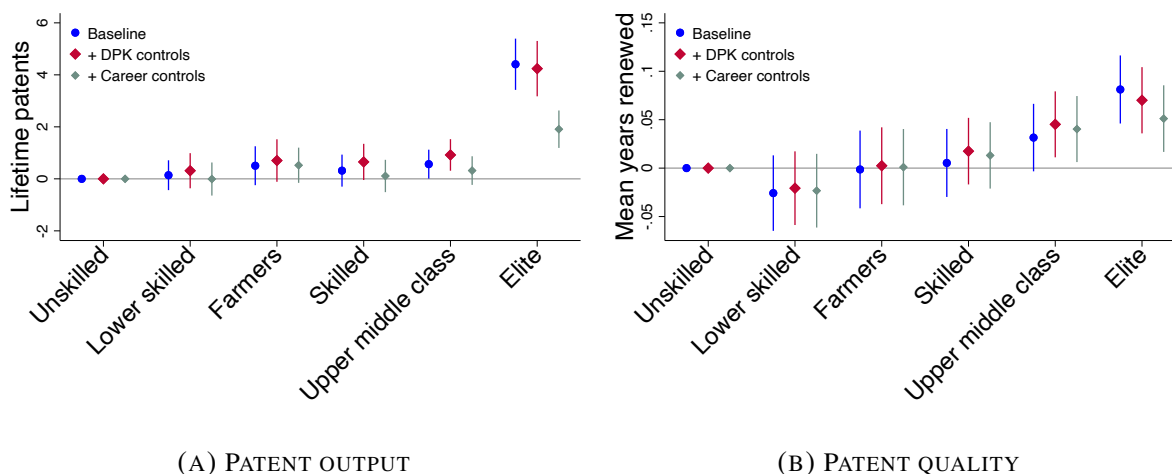 Lifetime patents
6
4
2
0
-2
Baseline
+ DPK controls
+ Career controls
Unskilled
Lower skilled
Farmers
Skilled
Upper middle class
Elite
(A) PATENT OUTPUT
Mean years renewed
.15
.1
.05
0
-.05
Baseline
+ DPK controls
+ Career controls
Unskilled
Lower skilled
Farmers
Skilled
Upper middle class
Elite
(B) PATENT QUALITY